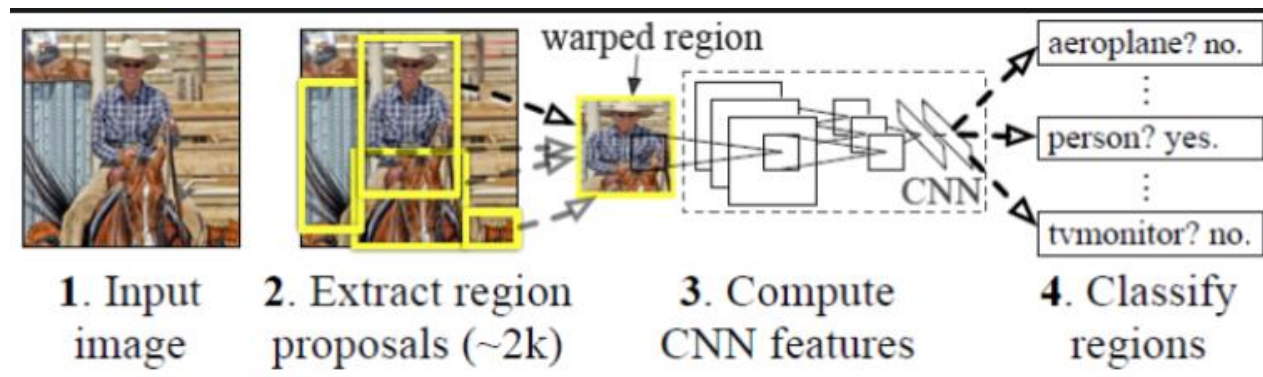 warped region
aeroplane? no.
person? yes.
CNN
tvmonitor? no.
1. Input
image
2. Extract region
proposals (~2k)
3. Compute
CNN features
4. Classify
regions